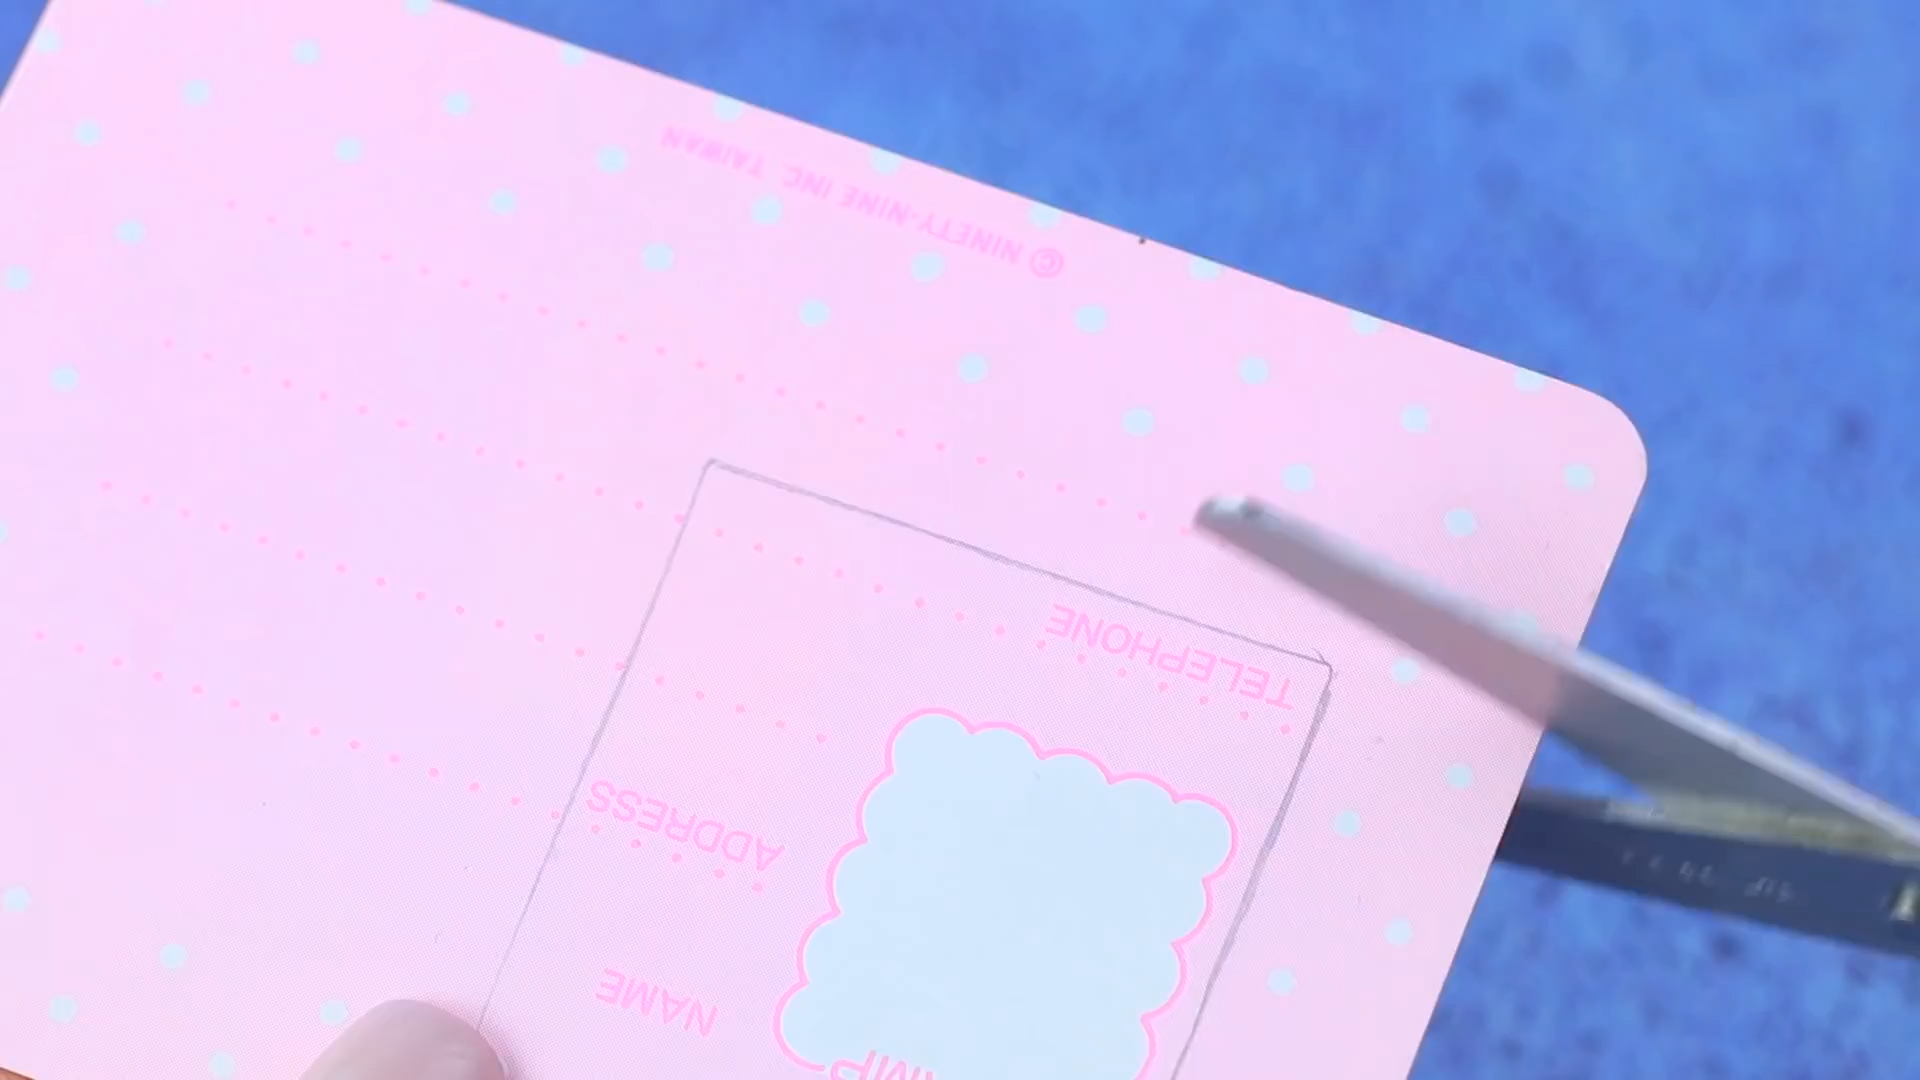 NAME
ADDRESS
TELEPHONE
© NINETY-NINE INC. TAIWAN